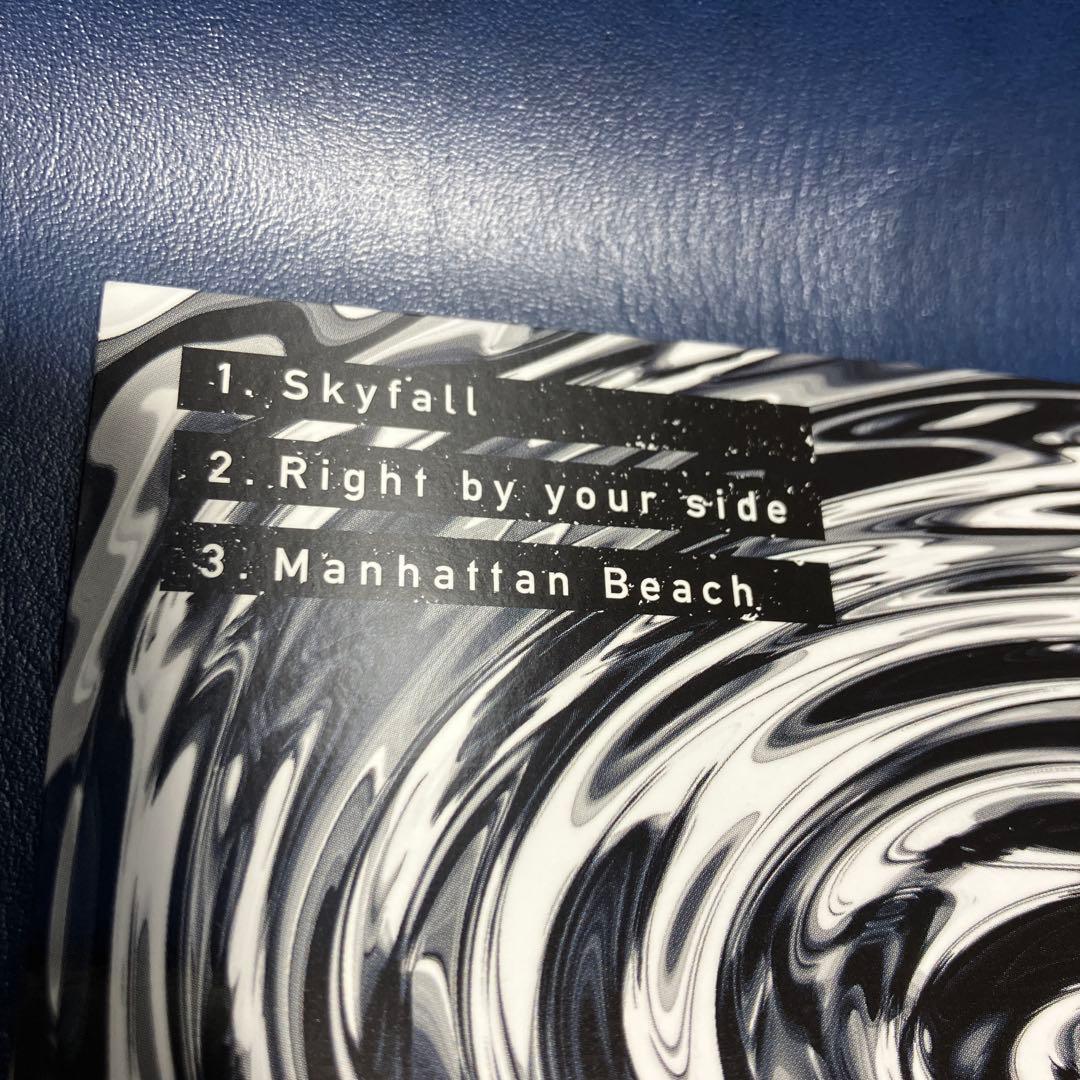 1. Skyfall
2. Right by your side
3. Manhattan Beach